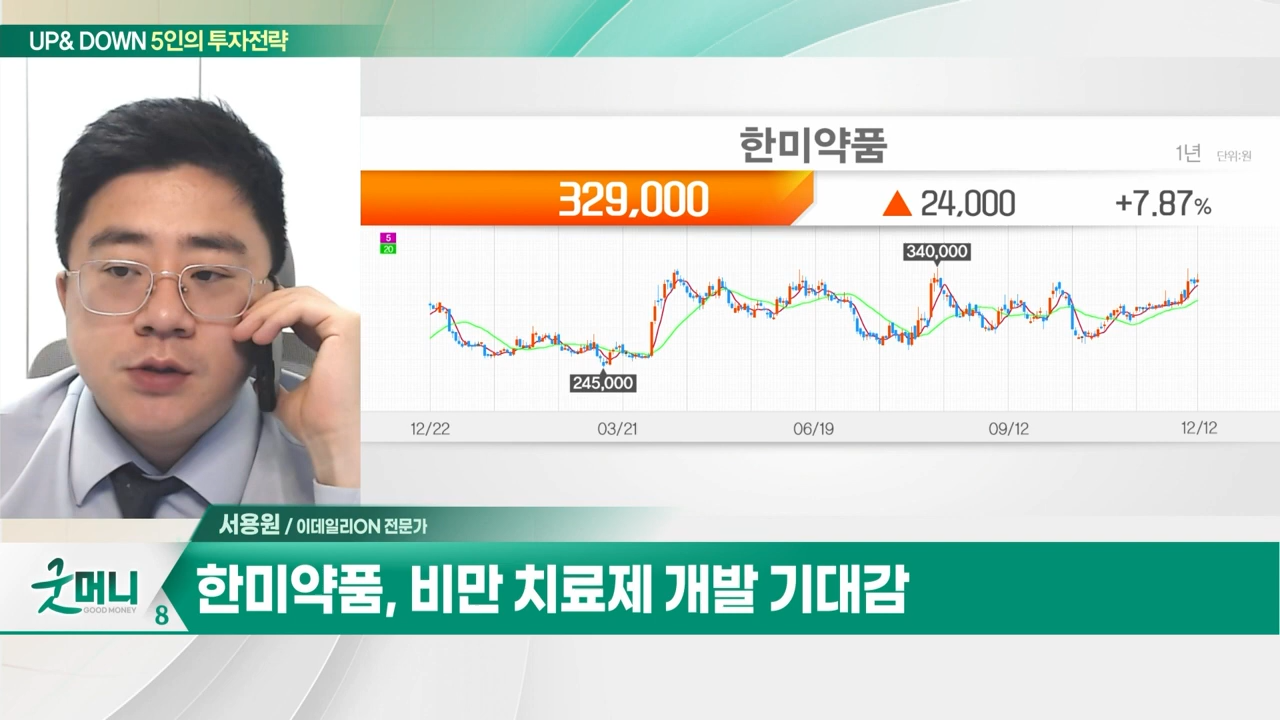 UP& DOWN 5인의 투자전략
한미약품
1년 단위:원
329,000 ▲ 24,000 +7.87%
5
20
340,000
245,000
12/22 03/21 06/19 09/12 12/12
서용원 / 이데일리ON 전문가
굿머니
GOOD MONEY
8
한미약품, 비만 치료제 개발 기대감